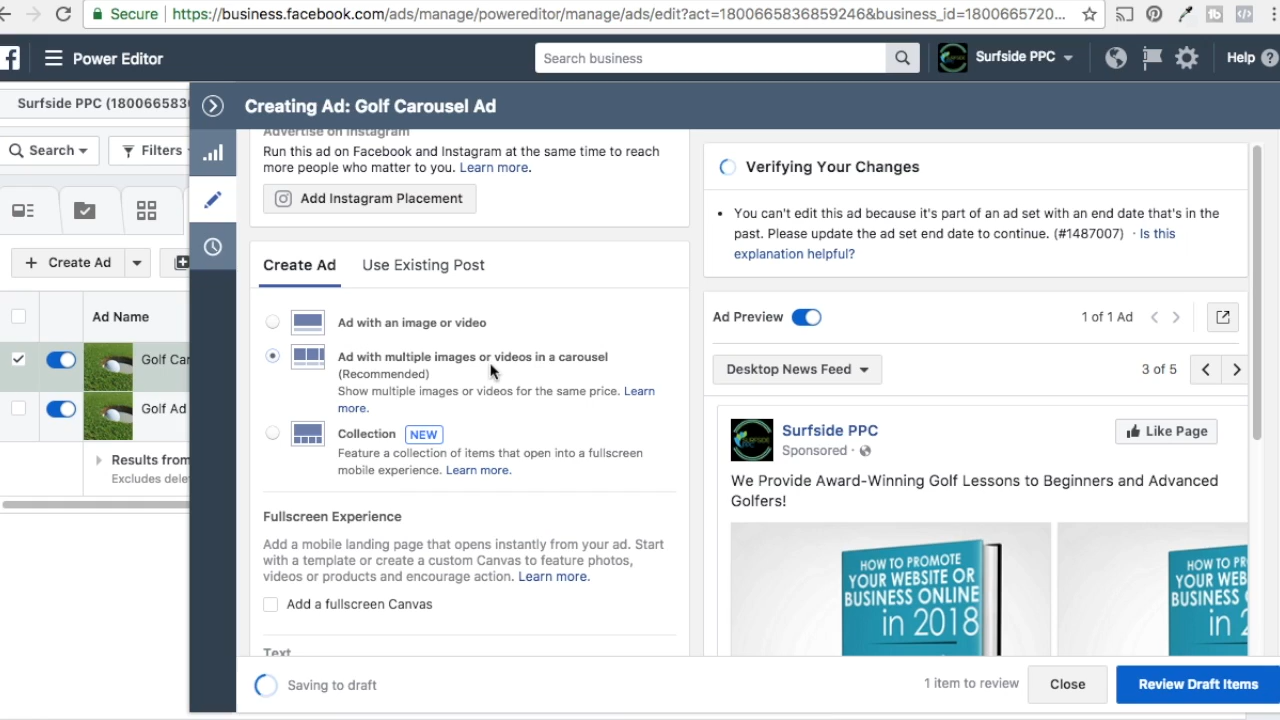 Secure
https://business.facebook.com/ads/manage/powereditor/manage/ads/edit?act=1800665836859246&business_id=1800665720...
Power Editor
Search business
Surfside PPC
Help
Surfside PPC (1800665836
Creating Ad: Golf Carousel Ad
Search
Filters
Create Ad
Ad Name
Golf Car
Golf Ad
Results from
Excludes dele
Advertise on Instagram
Run this ad on Facebook and Instagram at the same time to reach
more people who matter to you. Learn more.
Add Instagram Placement
Create Ad
Use Existing Post
Ad with an image or video
Ad with multiple images or videos in a carousel
(Recommended)
Show multiple images or videos for the same price. Learn
more.
Collection NEW
Feature a collection of items that open into a fullscreen
mobile experience. Learn more.
Fullscreen Experience
Add a mobile landing page that opens instantly from your ad. Start
with a template or create a custom Canvas to feature photos,
videos or products and encourage action. Learn more.
Add a fullscreen Canvas
Text
Verifying Your Changes
• You can't edit this ad because it's part of an ad set with an end date that's in the
past. Please update the ad set end date to continue. (#1487007) · Is this
explanation helpful?
Ad Preview
1 of 1 Ad
Desktop News Feed
3 of 5
Surfside PPC
Sponsored ·
Like Page
We Provide Award-Winning Golf Lessons to Beginners and Advanced
Golfers!
HOW TO PROMOTE
YOUR WEBSITE OR
BUSINESS ONLINE
in 2018
HOW TO PR
YOUR WEB
BUSINESS
in 2
Saving to draft
1 item to review
Close
Review Draft Items